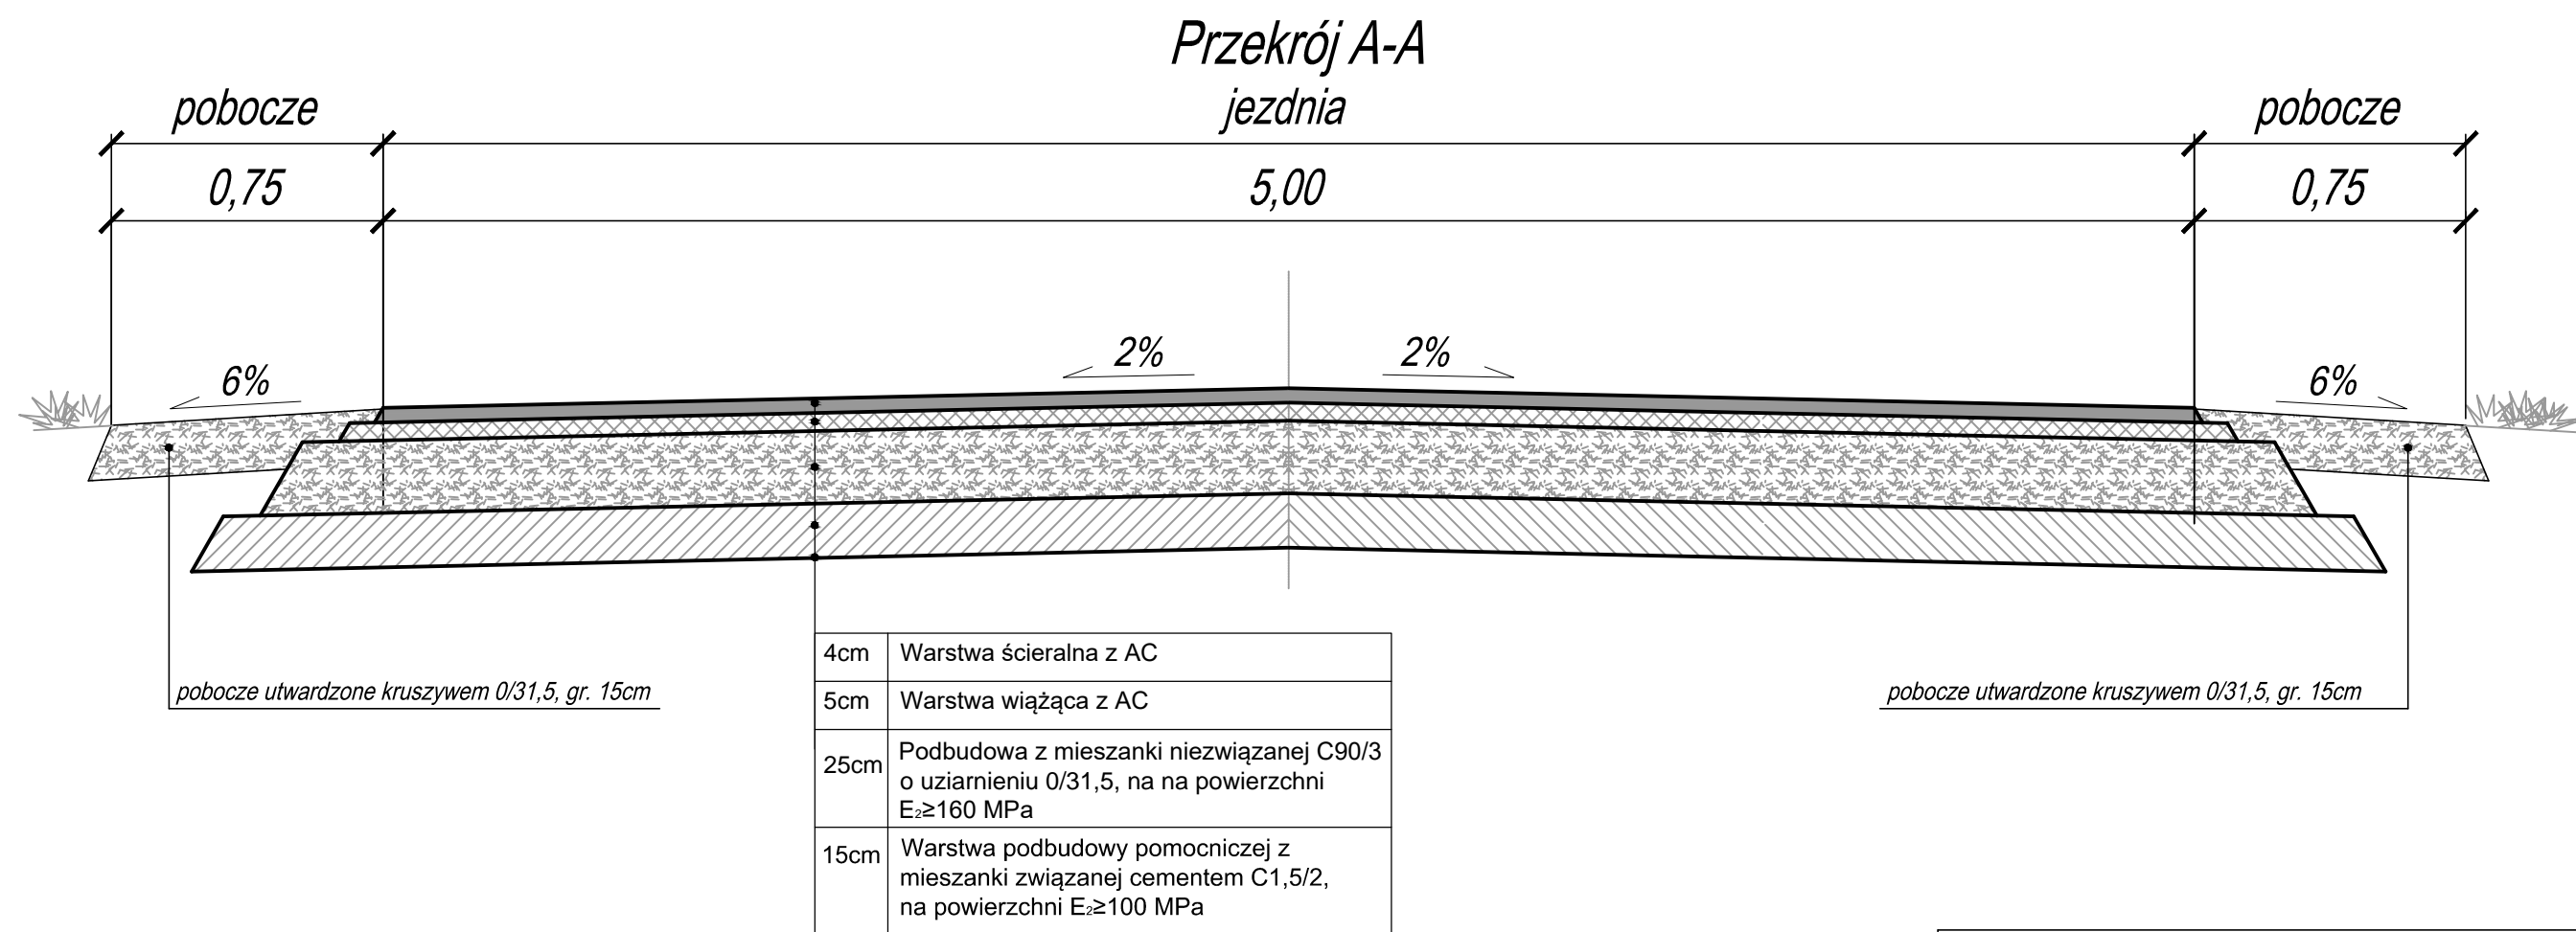 Przekrój A-A
pobocze
jezdnia
pobocze
0,75
5,00
0,75
2%
2%
6%
6%
4cm Warstwa ścieralna z AC
5cm Warstwa wiążąca z AC
25cm Podbudowa z mieszanki niezwiązanej C90/3
o uziarnieniu 0/31,5, na na powierzchni
E₂≥160 MPa
15cm Warstwa podbudowy pomocniczej z
mieszanki związanej cementem C1,5/2,
na powierzchni E₂≥100 MPa
pobocze utwardzone kruszywem 0/31,5, gr. 15cm
pobocze utwardzone kruszywem 0/31,5, gr. 15cm